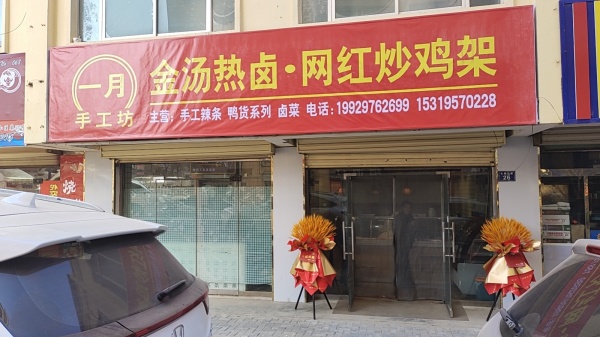 一月
手工坊
金汤热卤·网红炒鸡架
主营：手工辣条 鸭货系列 卤菜 电话：19929762699 15319570228
26